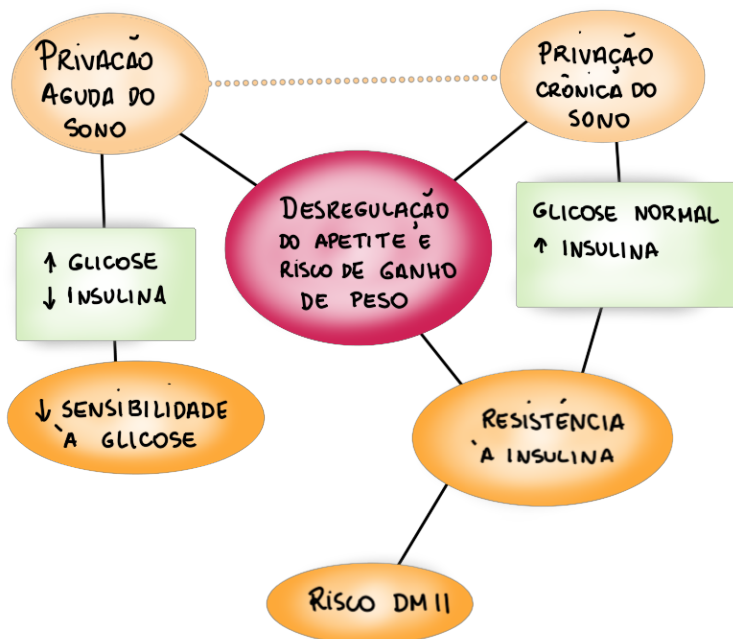 PRIVACÃO
AGUDA DO
SONO
PRIVAÇÃO
CRÔNICA DO
SONO
DESREGULAÇÃO
DO APETITE E
RISCO DE GANHO
DE PESO
↑ GLICOSE
↓ INSULINA
GLICOSE NORMAL
↑ INSULINA
↓ SENSIBILIDADE
À GLICOSE
RESISTÊNCIA
À INSULINA
RISCO DM II